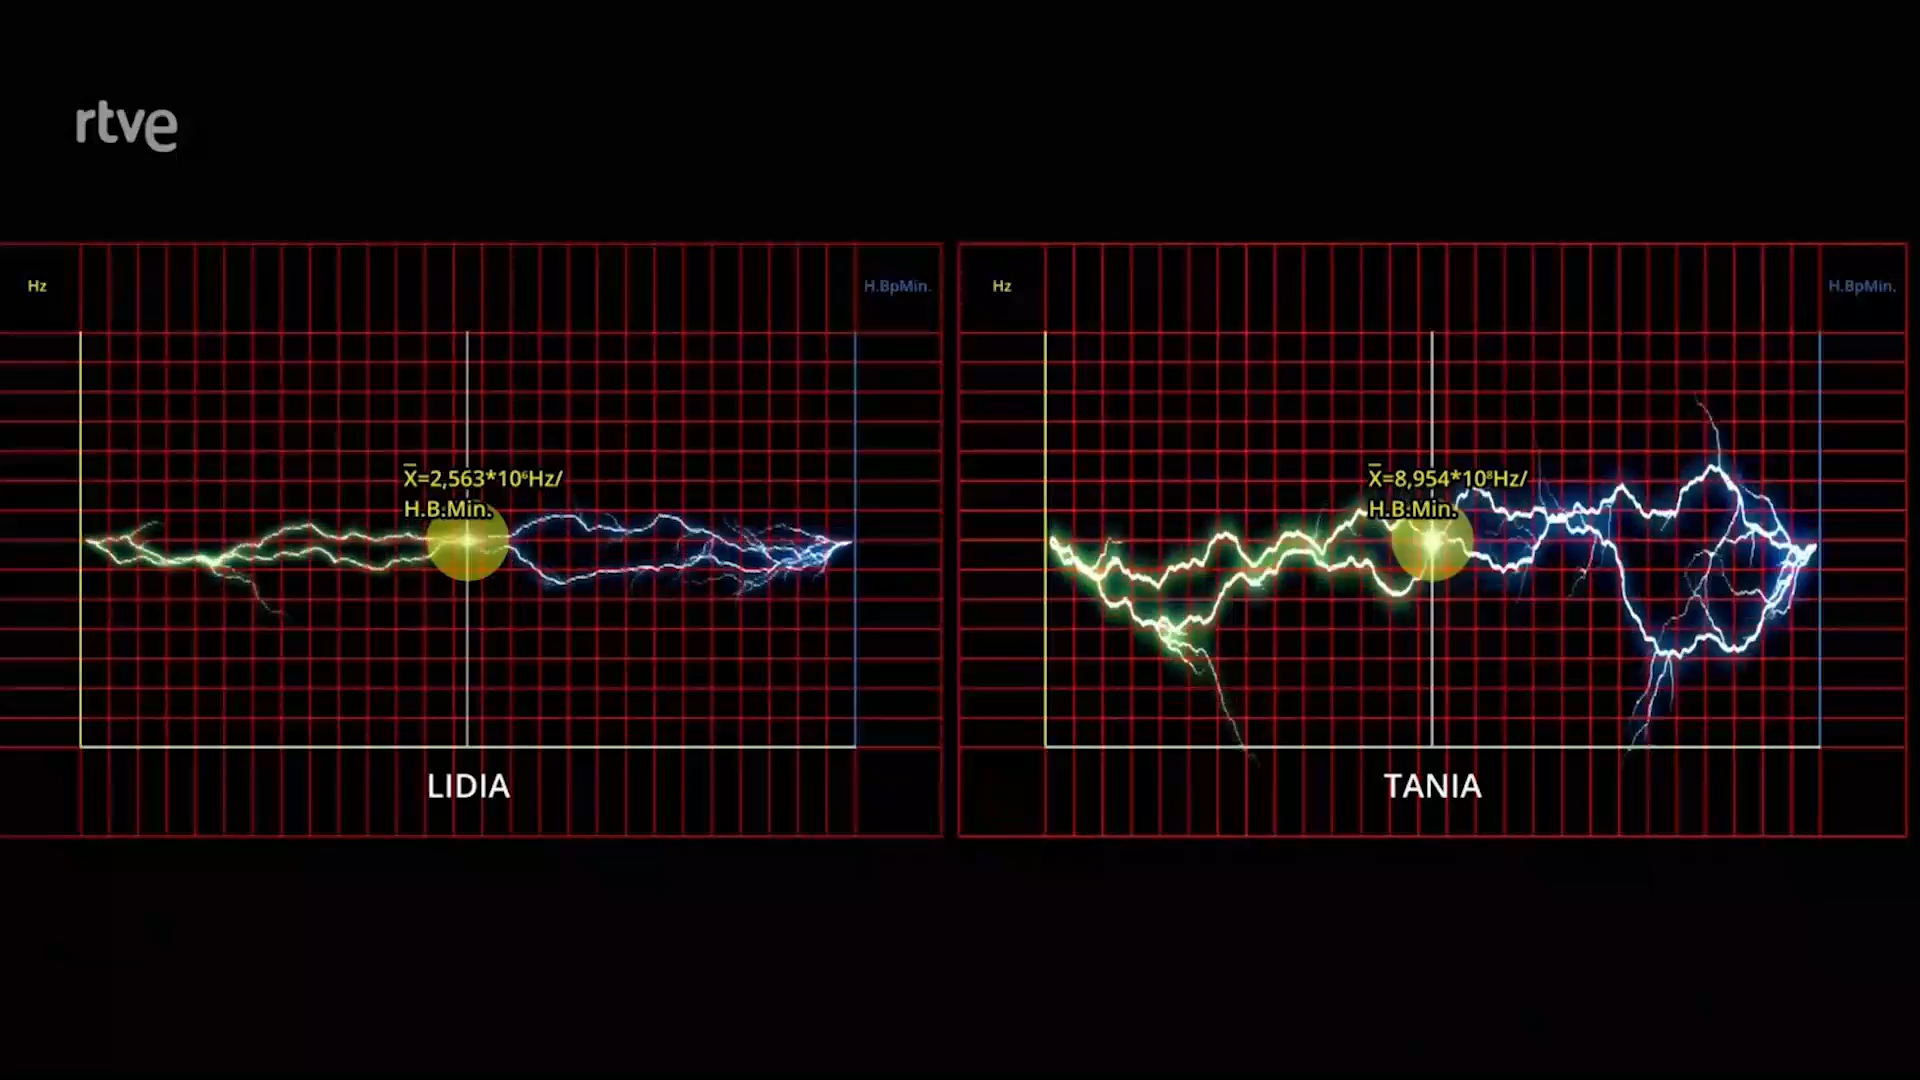 rtve
Hz
H.BpMin.
X̅=2,563*10⁶Hz/
H.B.Min.
LIDIA
Hz
H.BpMin.
X̅=8,954*10⁸Hz/
H.B.Min.
TANIA